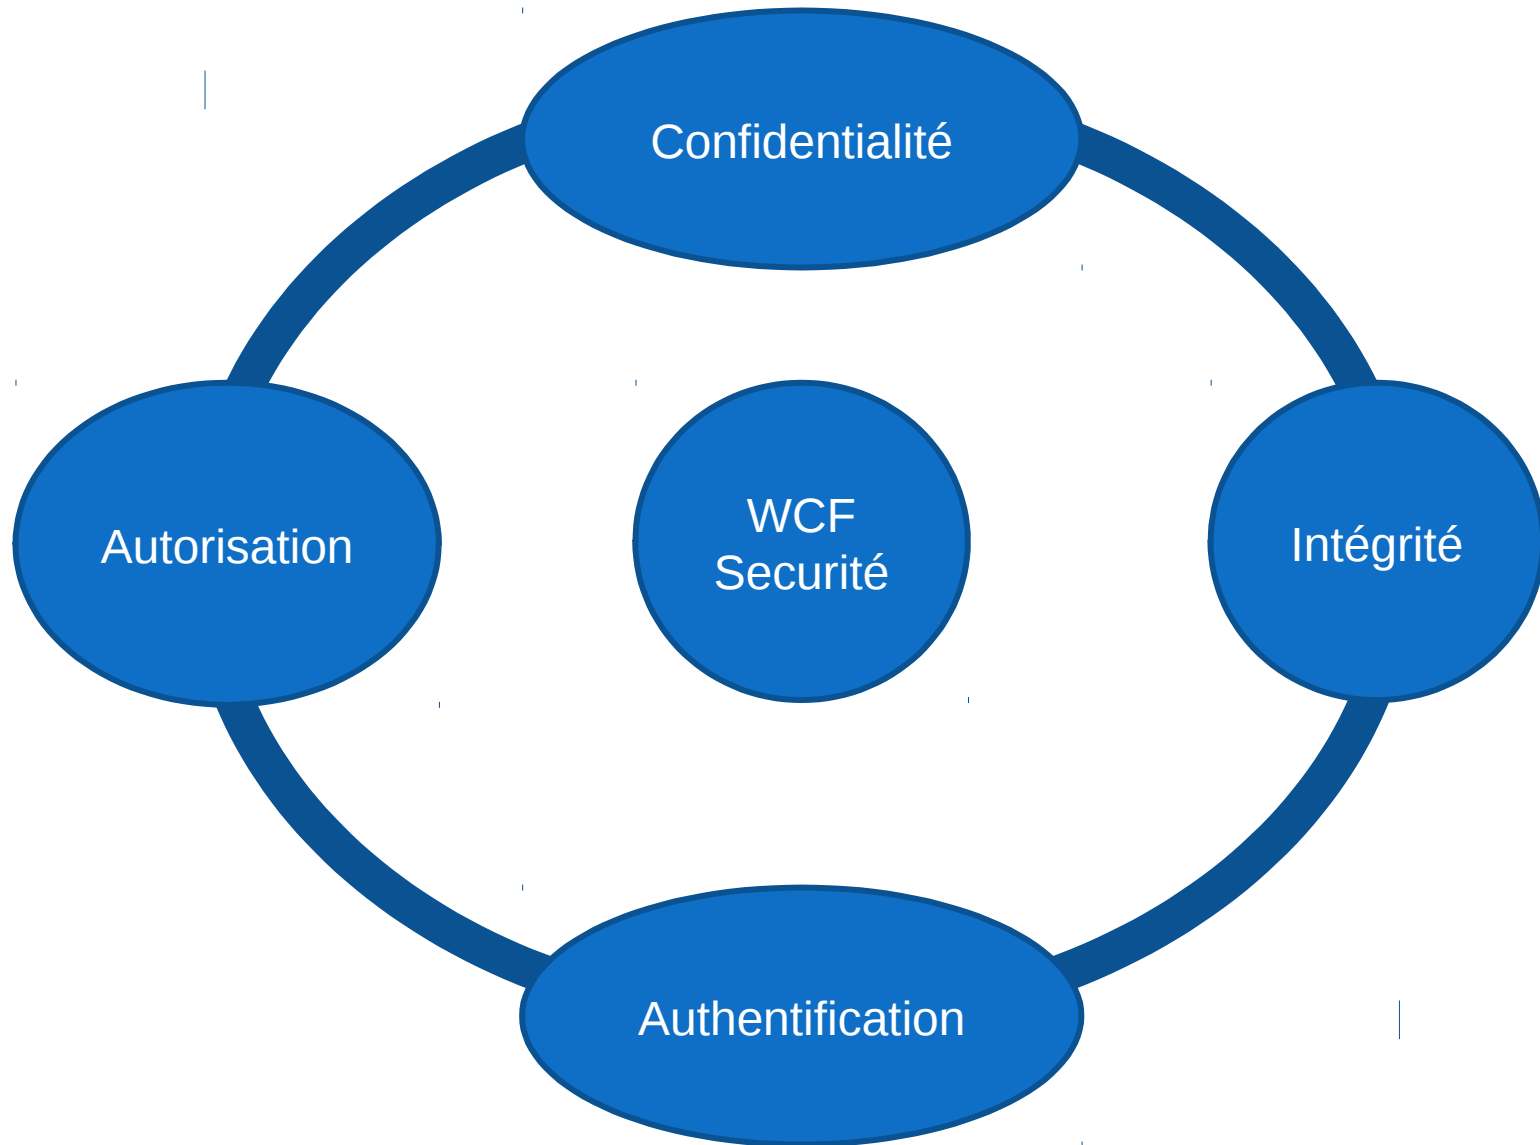 Confidentialité
Autorisation
WCF
Securité
Intégrité
Authentification